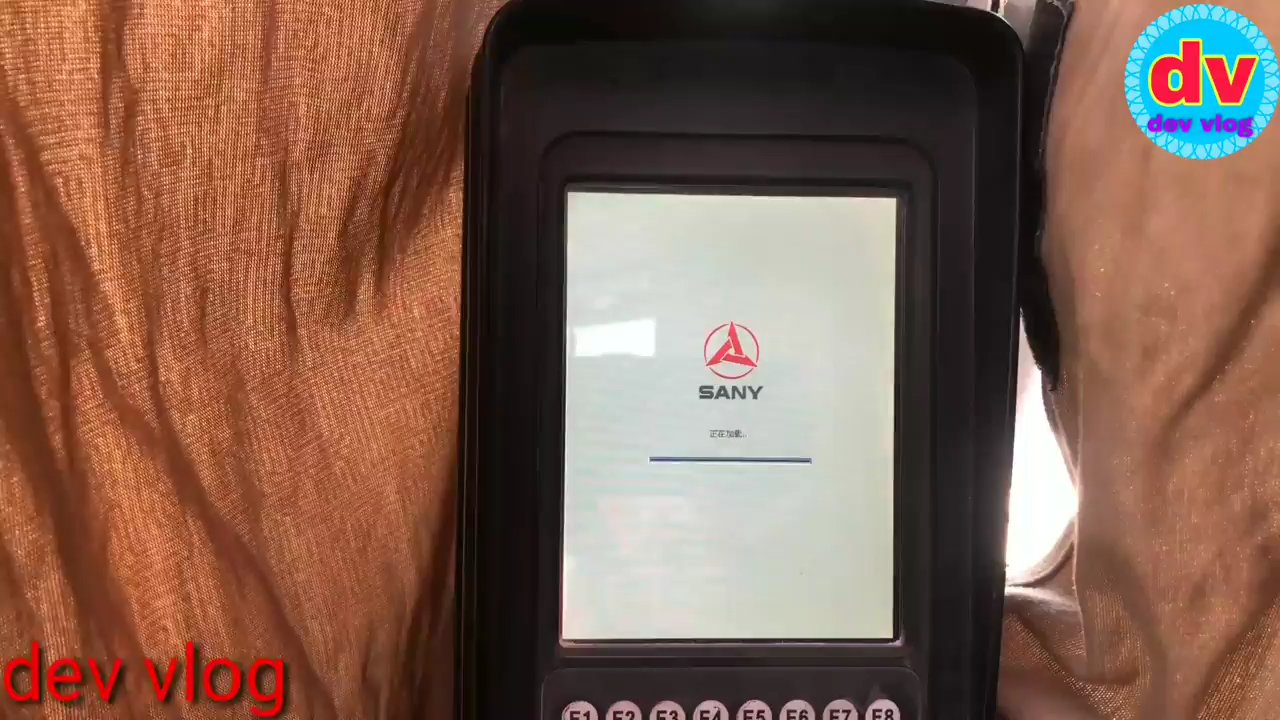 dv
dev vlog
SANY
正在加载..
dev vlog
F1 F2 F3 F4 F5 F6 F7 F8